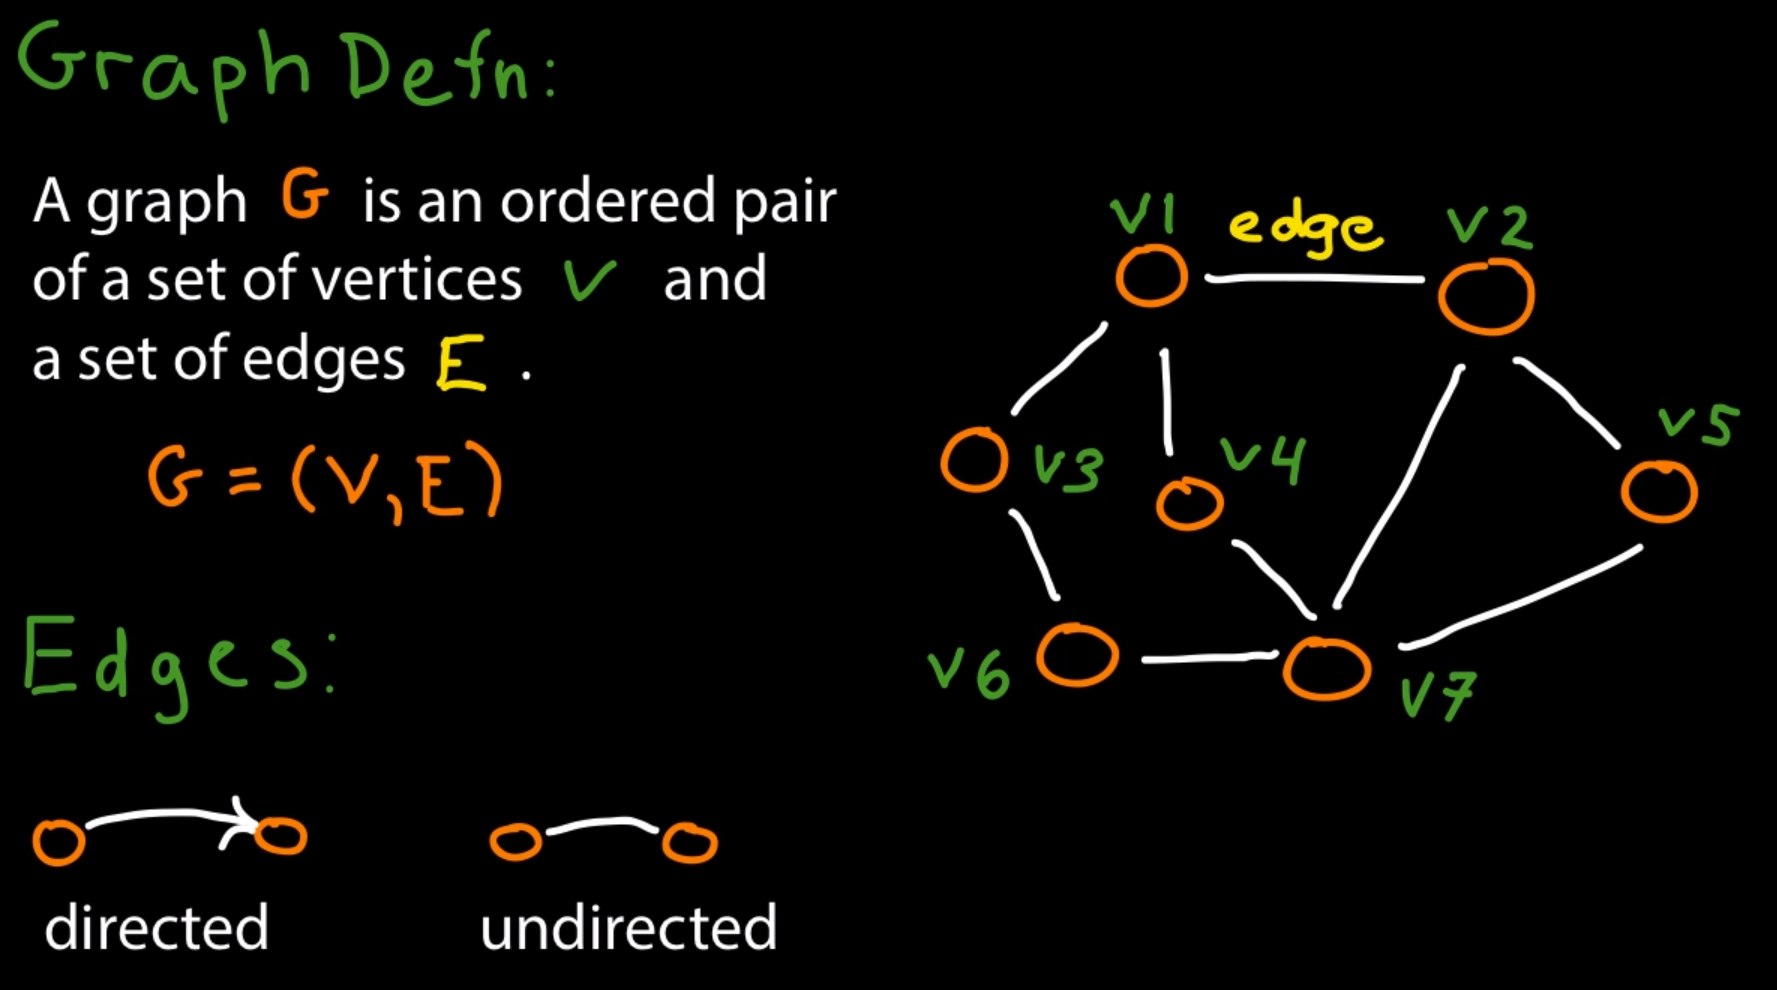 Graph Defn:
A graph G is an ordered pair
of a set of vertices V and
a set of edges E .
G = (V,E)
Edges:
directed
undirected
v1 edge v2
v3 v4 v5
v6 v7